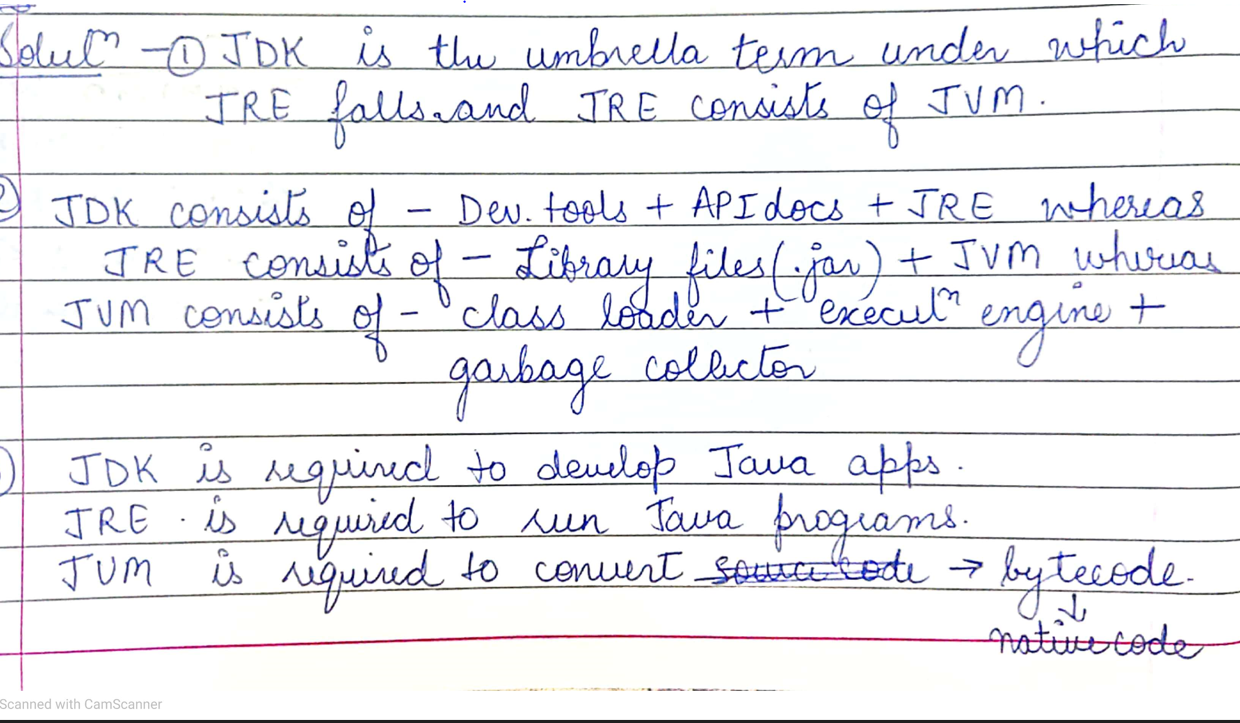 Soluⁿ - ① JDK is the umbrella term under which
JRE falls and JRE consists of JVM.
② JDK consists of - Dev. tools + API docs + JRE whereas
JRE consists of - Library files (.jar) + JVM whereas
JVM consists of - class loader + execuⁿ engine +
garbage collector
JDK is required to develop Java apps.
JRE is required to run Java programs.
JVM is required to convert ~~source code~~ → bytecode.
↓
native code
Scanned with CamScanner